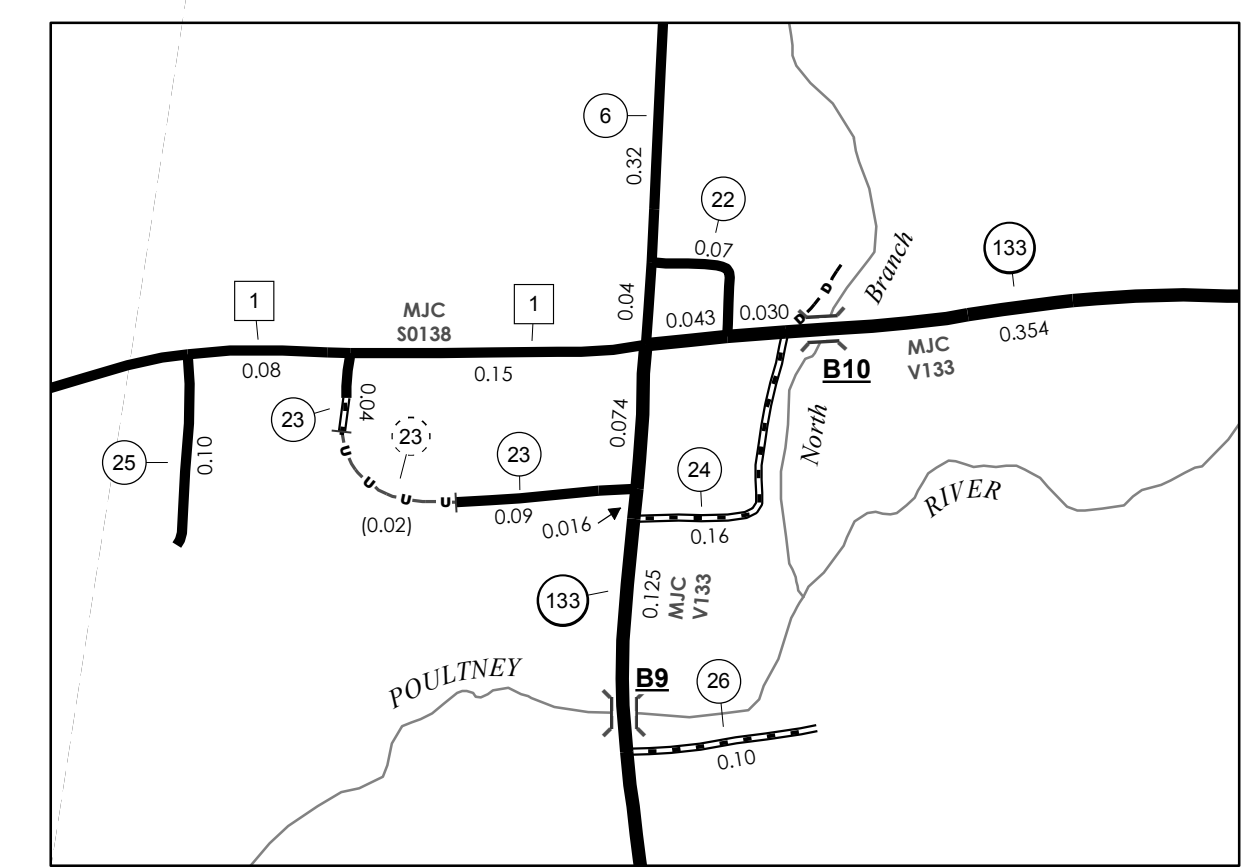 6
0.32
22
0.07
133
Branch
D
D
1
MJC
S0138
1
0.04
0.043
0.030
0.354
MJC
V133
B10
0.08
0.15
0.04
23
23
U
U
U
U
(0.02)
25
0.10
0.074
23
0.09
0.016
24
0.16
North
RIVER
133
0.125
MJC
V133
POULTNEY
B9
26
0.10